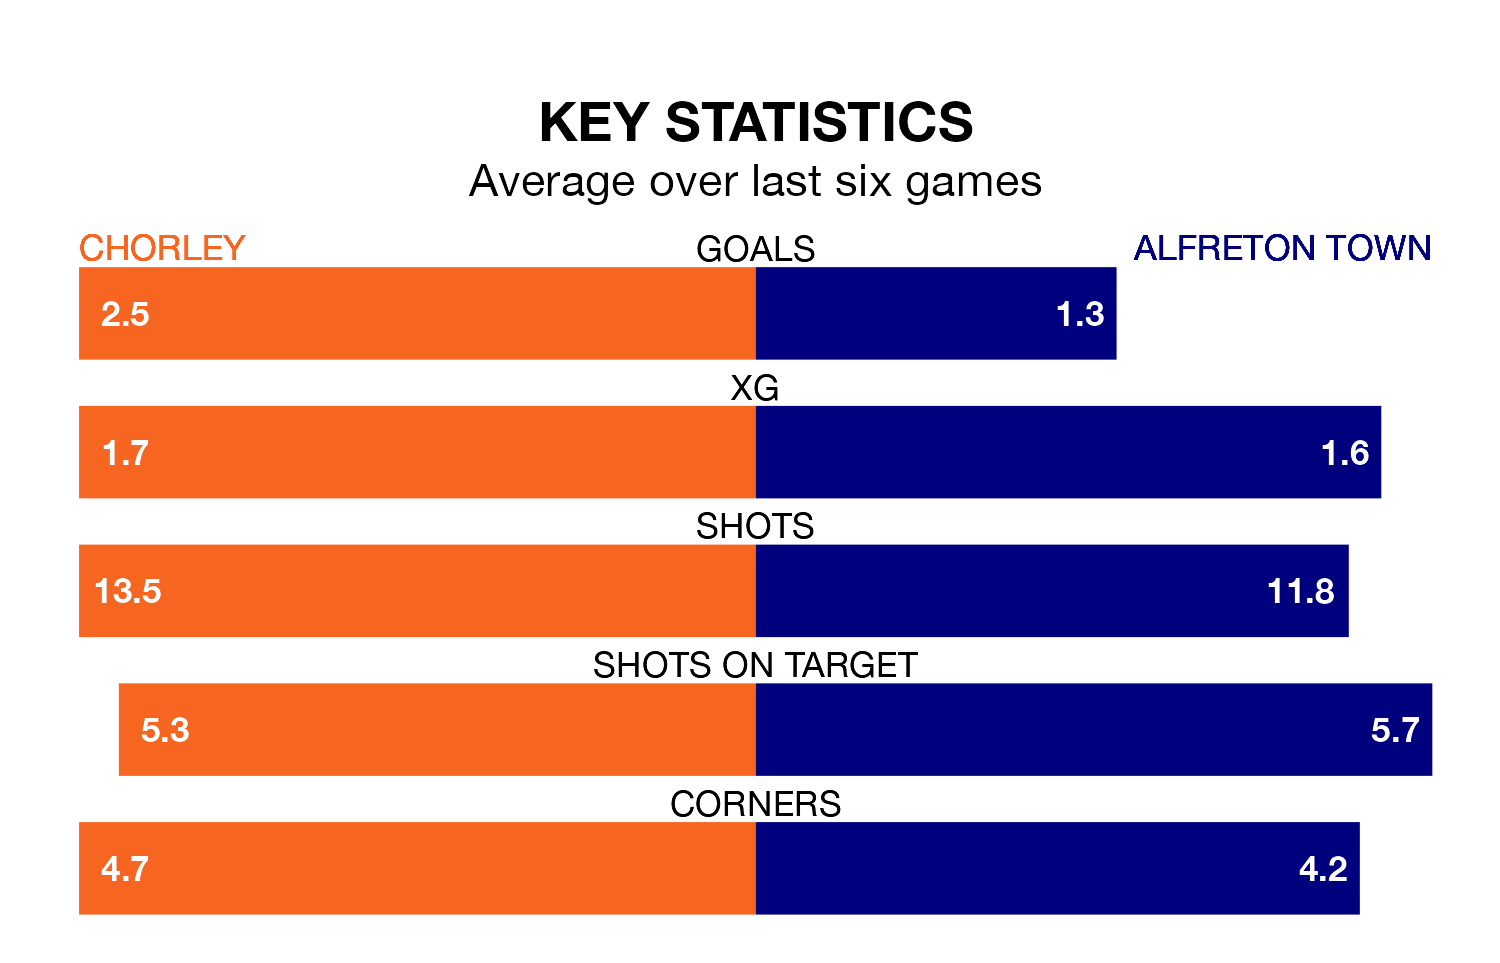 KEY STATISTICS
Average over last six games
CHORLEY GOALS ALFRETON TOWN
2.5 1.3
XG
1.7 1.6
SHOTS
13.5 11.8
SHOTS ON TARGET
5.3 5.7
CORNERS
4.7 4.2